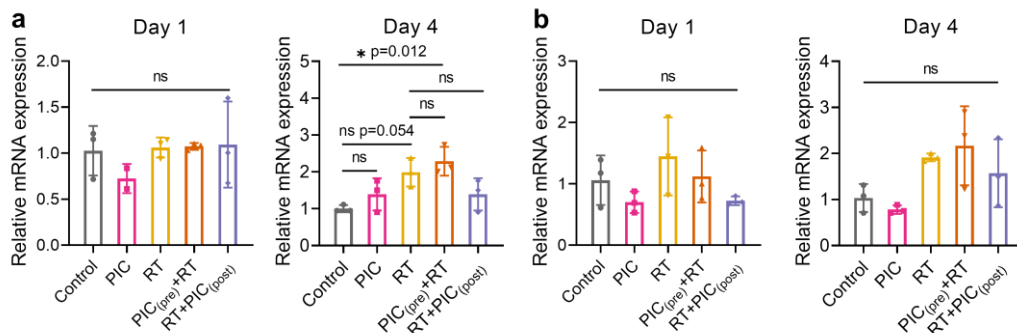 a
Day 1
Relative mRNA expression
2.0
1.5
1.0
0.5
0.0
ns
Control
PIC
RT
PIC(pre)+RT
RT+PIC(post)
Day 4
Relative mRNA expression
5
4
3
2
1
0
* p=0.012
ns
ns
ns p=0.054
ns
Control
PIC
RT
PIC(pre)+RT
RT+PIC(post)
b
Day 1
Relative mRNA expression
3
2
1
0
ns
Control
PIC
RT
PIC(pre)+RT
RT+PIC(post)
Day 4
Relative mRNA expression
4
3
2
1
0
ns
Control
PIC
RT
PIC(pre)+RT
RT+PIC(post)